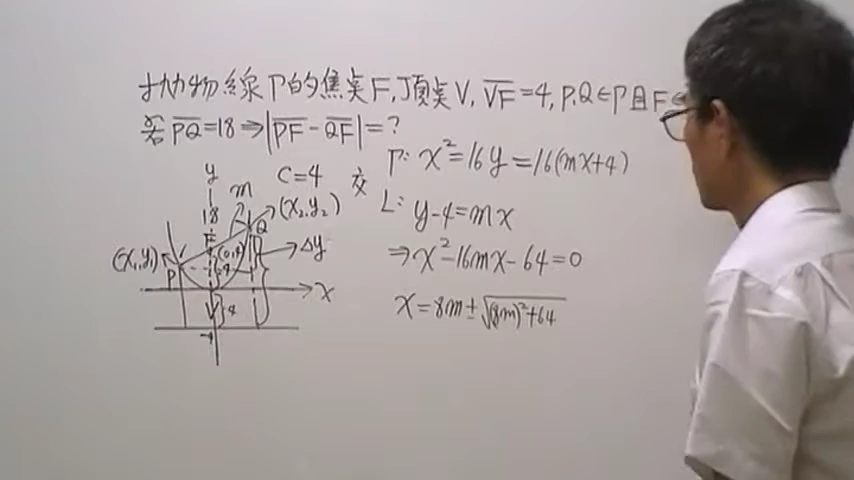 拋物線Γ的焦點F,頂點V, VF=4, P,Q∈Γ且F∈
若PQ=18⇒|PF-QF|=?
Γ: x²=16y=16(mx+4)
交
L: y-4=mx
⇒x²-16mx-64=0
x=8m±√(8m)²+64
y
m
C=4
18
(x₂,y₂)
Q
F
(0,4)
Δy
(x₁,y₁)
P
x
V
4
-4